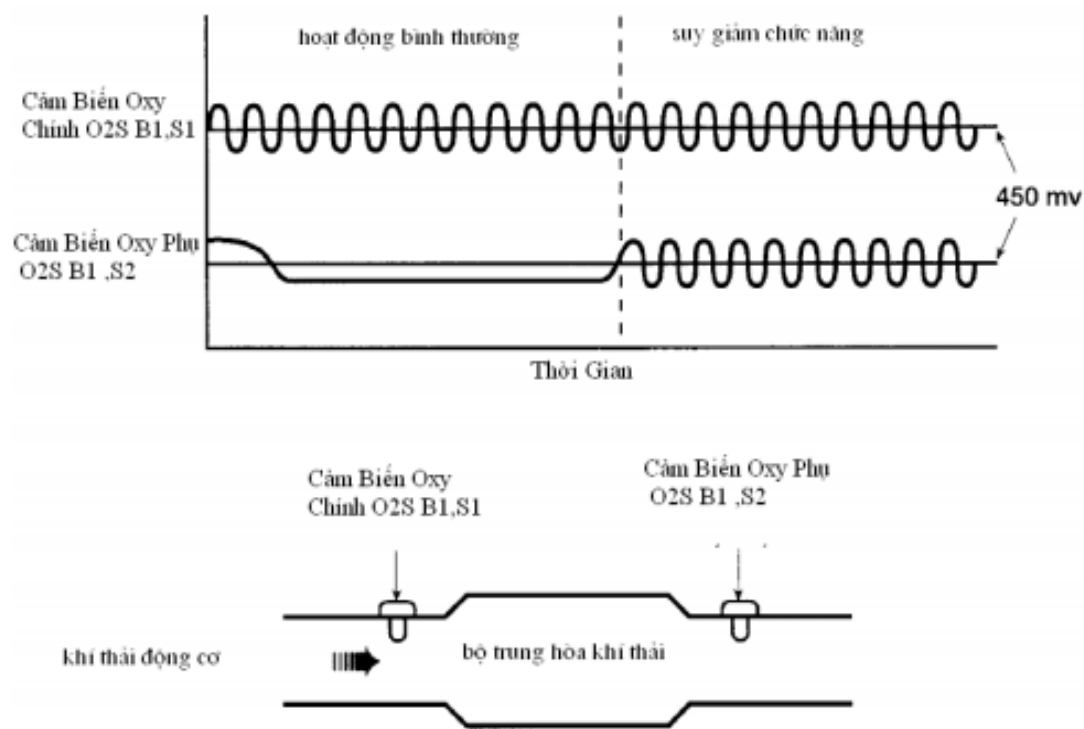 hoạt động bình thường
suy giảm chức năng
Cảm Biến Oxy
Chính O2S B1,S1
450 mv
Cảm Biến Oxy Phụ
O2S B1 ,S2
Thời Gian
Cảm Biến Oxy
Chính O2S B1,S1
Cảm Biến Oxy Phụ
O2S B1 ,S2
khí thải động cơ
bộ trung hòa khí thải